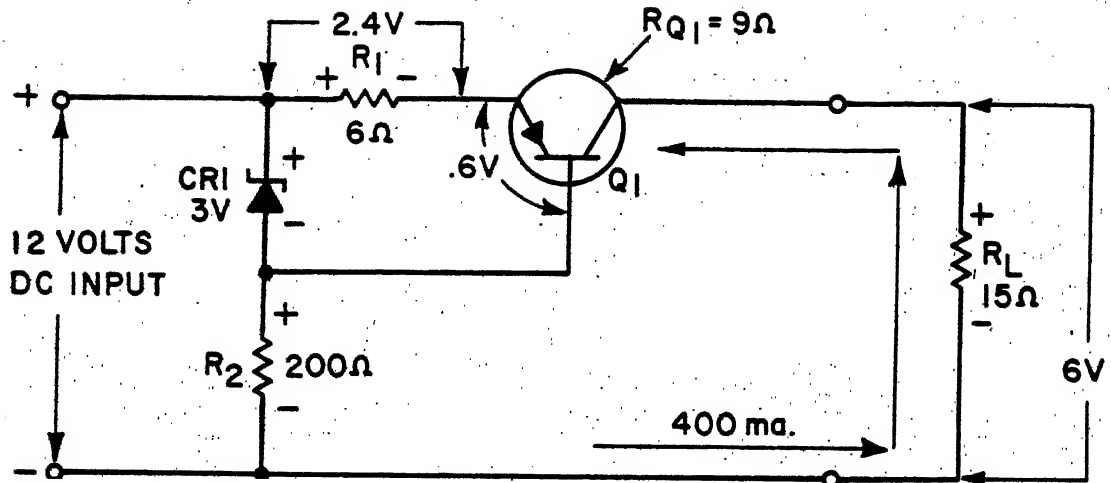 2.4V
R1
+ -
6Ω
RQ1 = 9Ω
.6V
Q1
+
CR1
3V
+
-
12 VOLTS
DC INPUT
+
R2
200Ω
-
-
+
RL
15Ω
-
6V
400 ma.